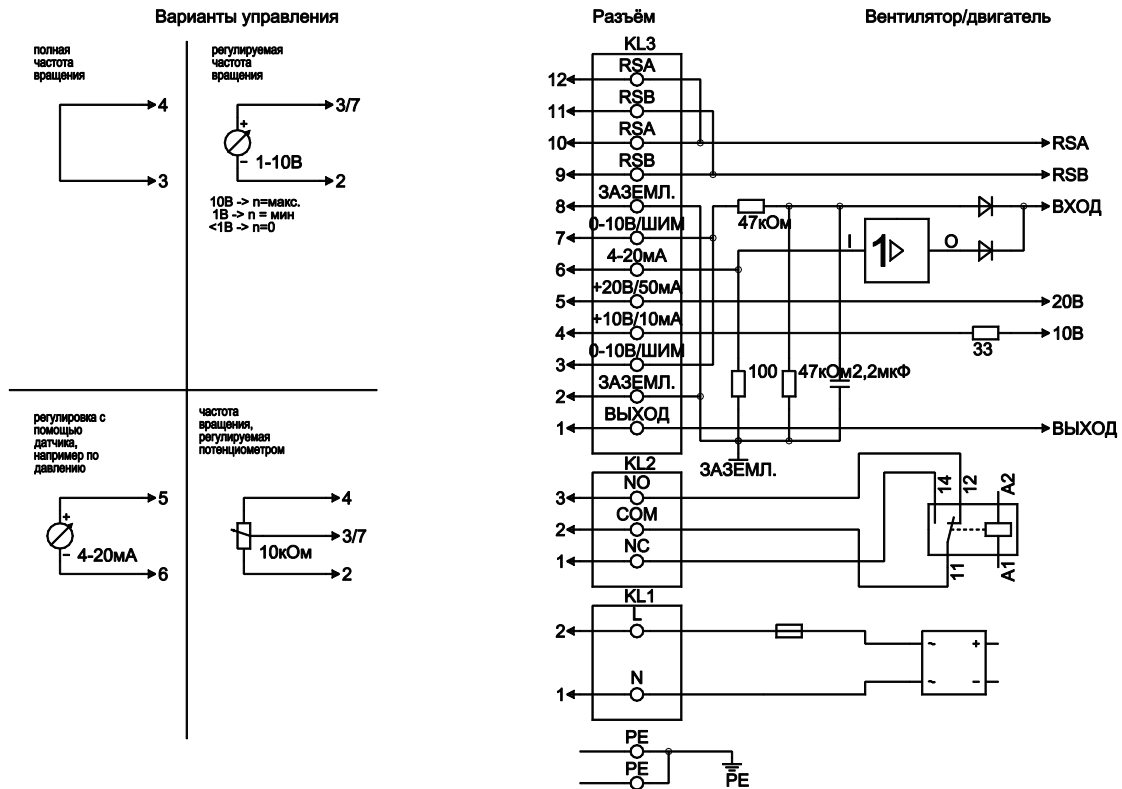 Варианты управления
полная
частота
вращения
4
3
регулируемая
частота
вращения
3/7
+
− 1-10В
2
10В -> n=макс.
1В -> n = мин
<1В -> n=0
регулировка с
помощью
датчика,
например по
давлению
5
+
− 4-20мА
6
частота
вращения,
регулируемая
потенциометром
4
3/7
10кОм
2
Разъём
Вентилятор/двигатель
KL3
RSA
12
RSB
11
RSA
10
RSA
RSB
9
RSB
ЗАЗЕМЛ.
8
ВХОД
47кОм
0-10В/ШИМ
7
I
1
O
4-20мА
6
+20В/50мА
5
20В
+10В/10мА
4
10В
33
0-10В/ШИМ
3
100
47кОм
2,2мкФ
ЗАЗЕМЛ.
2
ВЫХОД
1
ВЫХОД
ЗАЗЕМЛ.
KL2
NO
3
COM
2
NC
1
14
12
A2
11
A1
KL1
L
2
N
1
~ +
~ −
PE
PE
PE